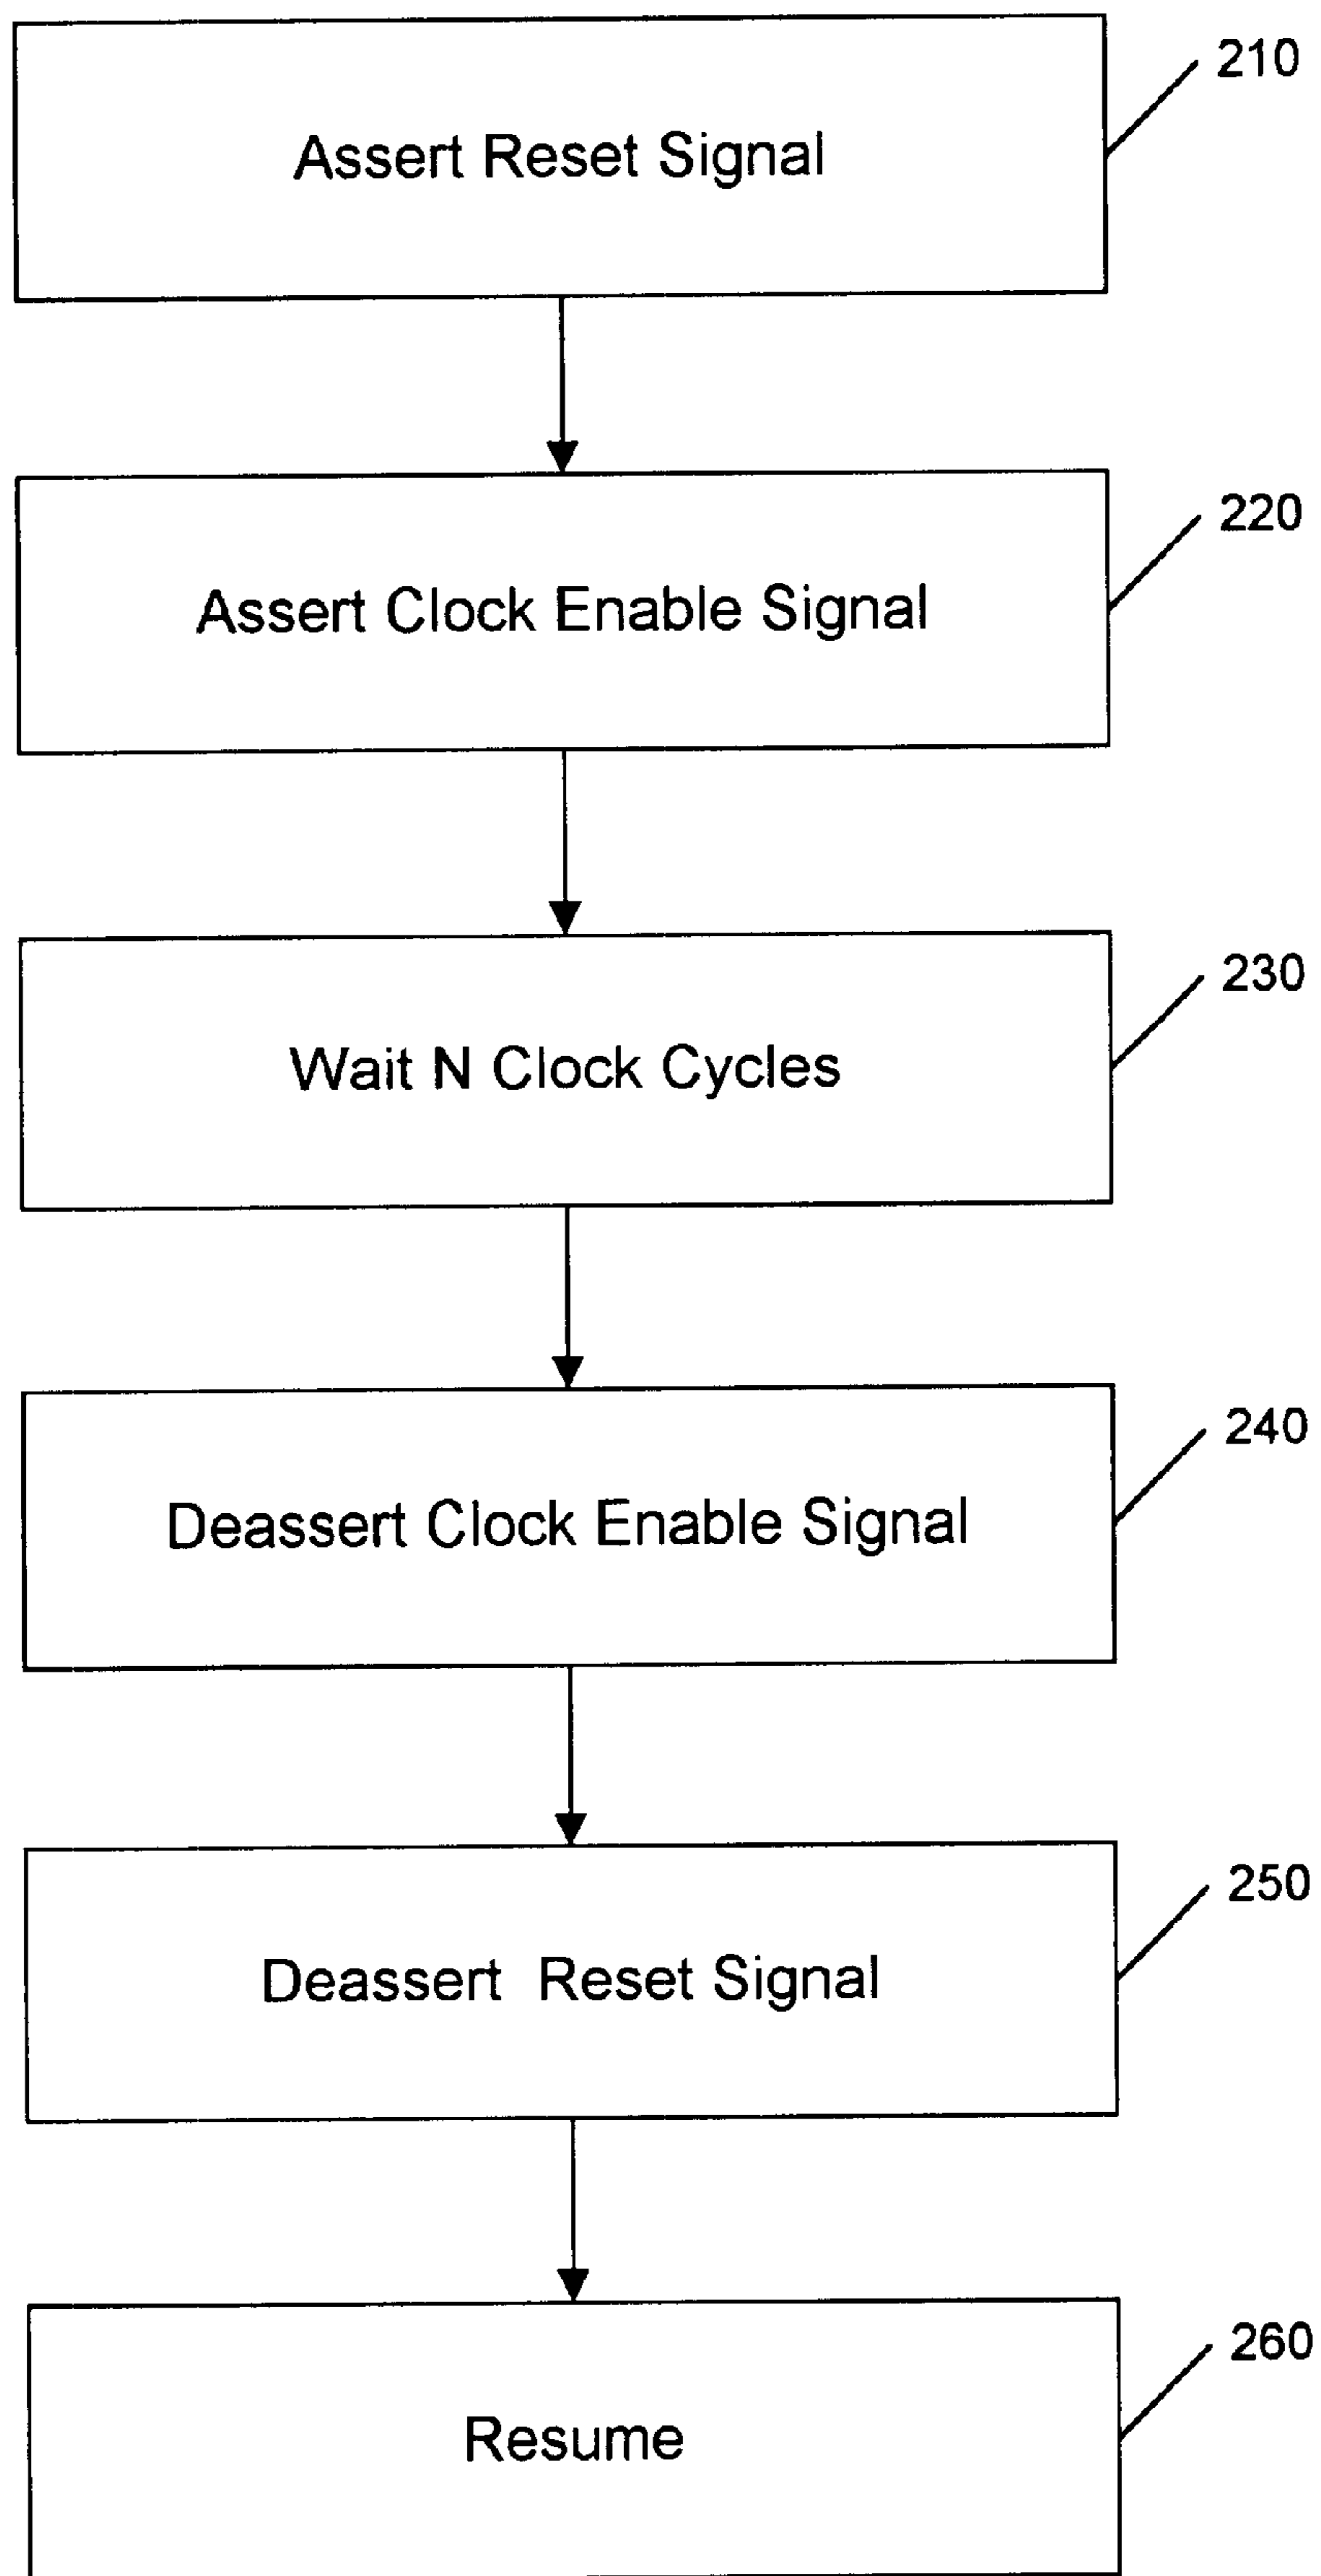 210
Assert Reset Signal
220
Assert Clock Enable Signal
230
Wait N Clock Cycles
240
Deassert Clock Enable Signal
250
Deassert Reset Signal
260
Resume